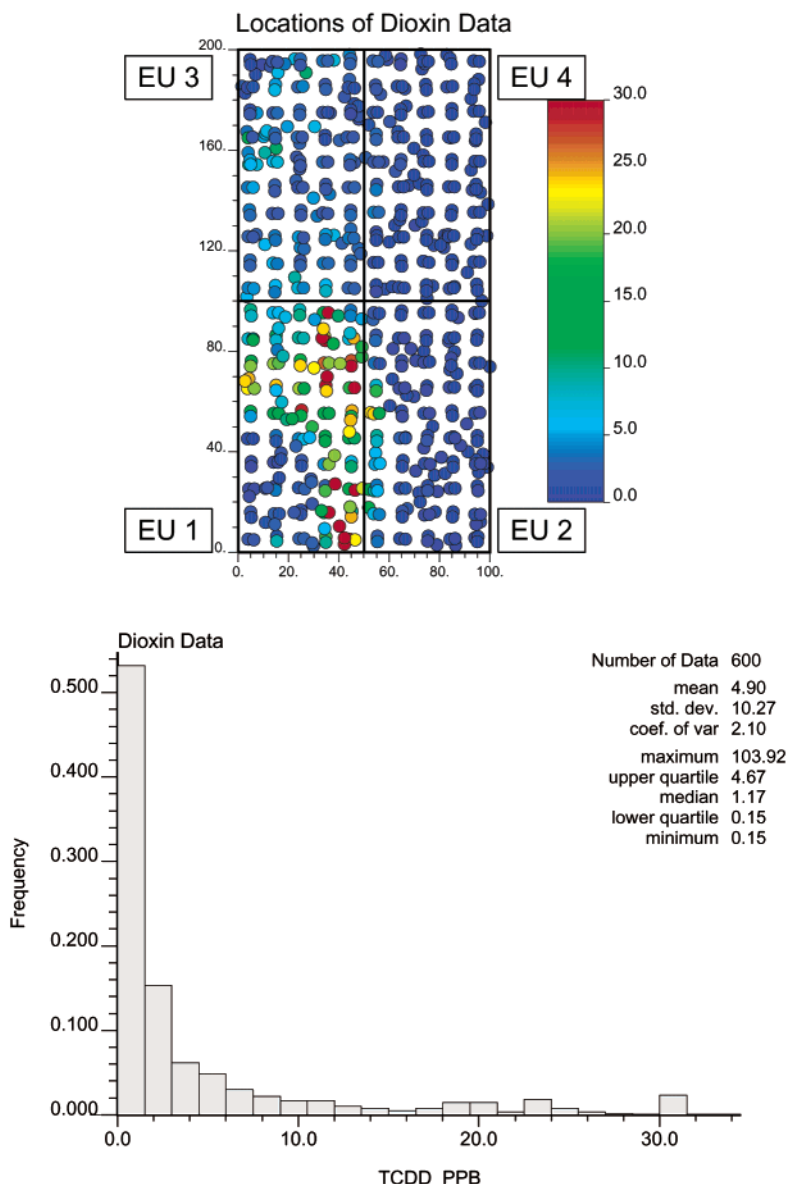 Locations of Dioxin Data
EU 3
EU 4
EU 1
EU 2
200.
160.
120.
80.
40.
0.
0. 20. 40. 60. 80. 100.
30.0
25.0
20.0
15.0
10.0
5.0
0.0
Dioxin Data
Number of Data 600
mean 4.90
std. dev. 10.27
coef. of var 2.10
maximum 103.92
upper quartile 4.67
median 1.17
lower quartile 0.15
minimum 0.15
Frequency
0.500
0.400
0.300
0.200
0.100
0.000
0.0 10.0 20.0 30.0
TCDD_PPB